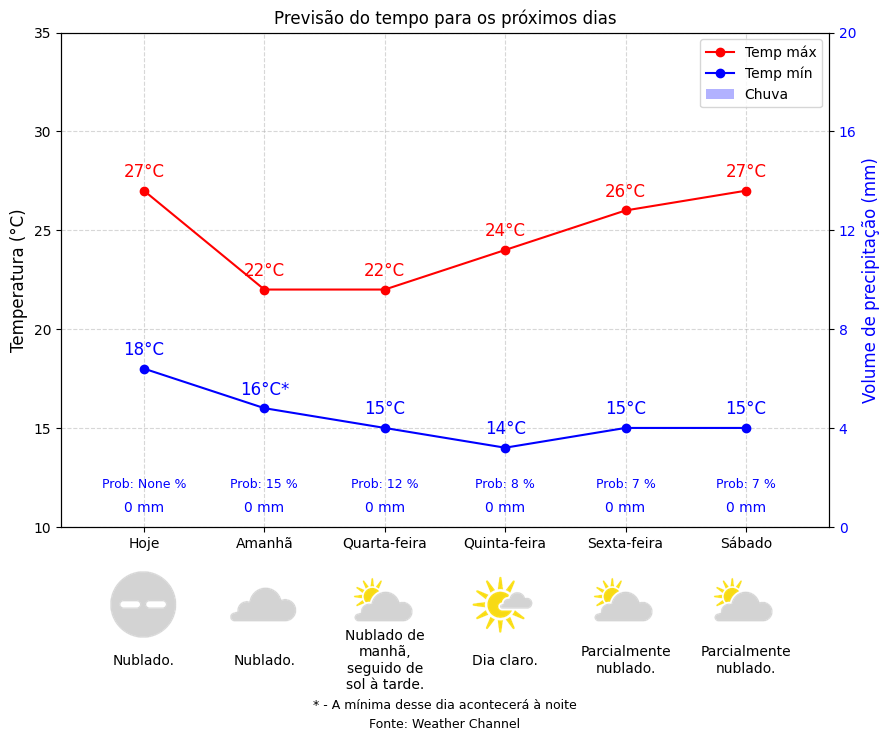 Previsão do tempo para os próximos dias
35
30
25
20
15
10
Temperatura (°C)
20
16
12
8
4
0
Volume de precipitação (mm)
Temp máx
Temp mín
Chuva
27°C
22°C
22°C
24°C
26°C
27°C
18°C
16°C*
15°C
14°C
15°C
15°C
Prob: None %
Prob: 15 %
Prob: 12 %
Prob: 8 %
Prob: 7 %
Prob: 7 %
0 mm
0 mm
0 mm
0 mm
0 mm
0 mm
Hoje
Amanhã
Quarta-feira
Quinta-feira
Sexta-feira
Sábado
Nublado.
Nublado.
Nublado de
manhã,
seguido de
sol à tarde.
Dia claro.
Parcialmente
nublado.
Parcialmente
nublado.
* - A mínima desse dia acontecerá à noite
Fonte: Weather Channel